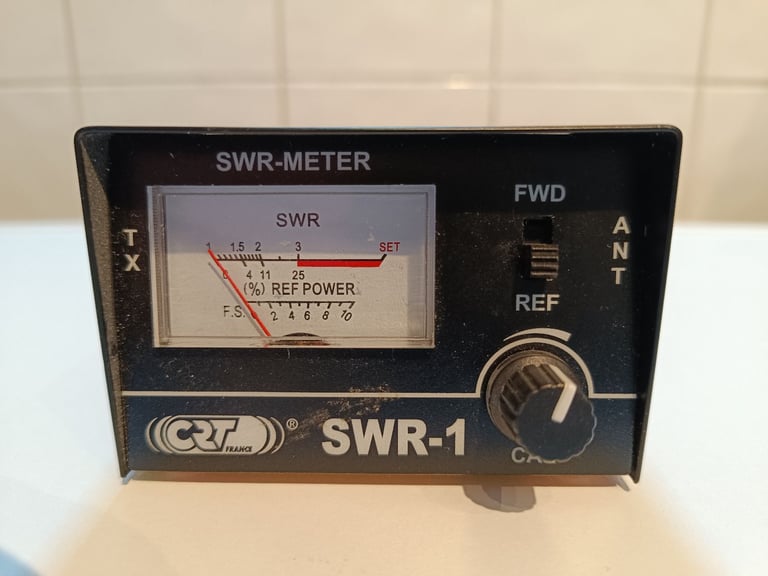 SWR-METER
FWD
TX
ANT
SWR
1 1.5 2 3 SET
0 4 11 25
(%) REF POWER
F.S. 0 2 4 6 8 10
REF
CRT ®
FRANCE
SWR-1